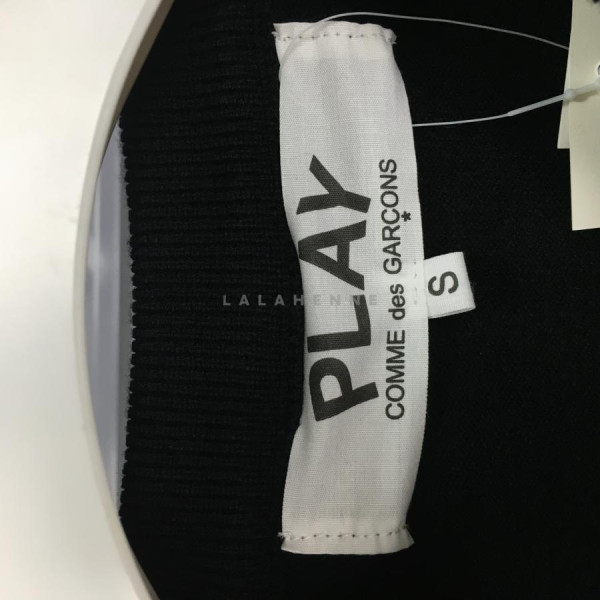 PLAY
COMME des GARÇONS
*
S
LALAHENNE